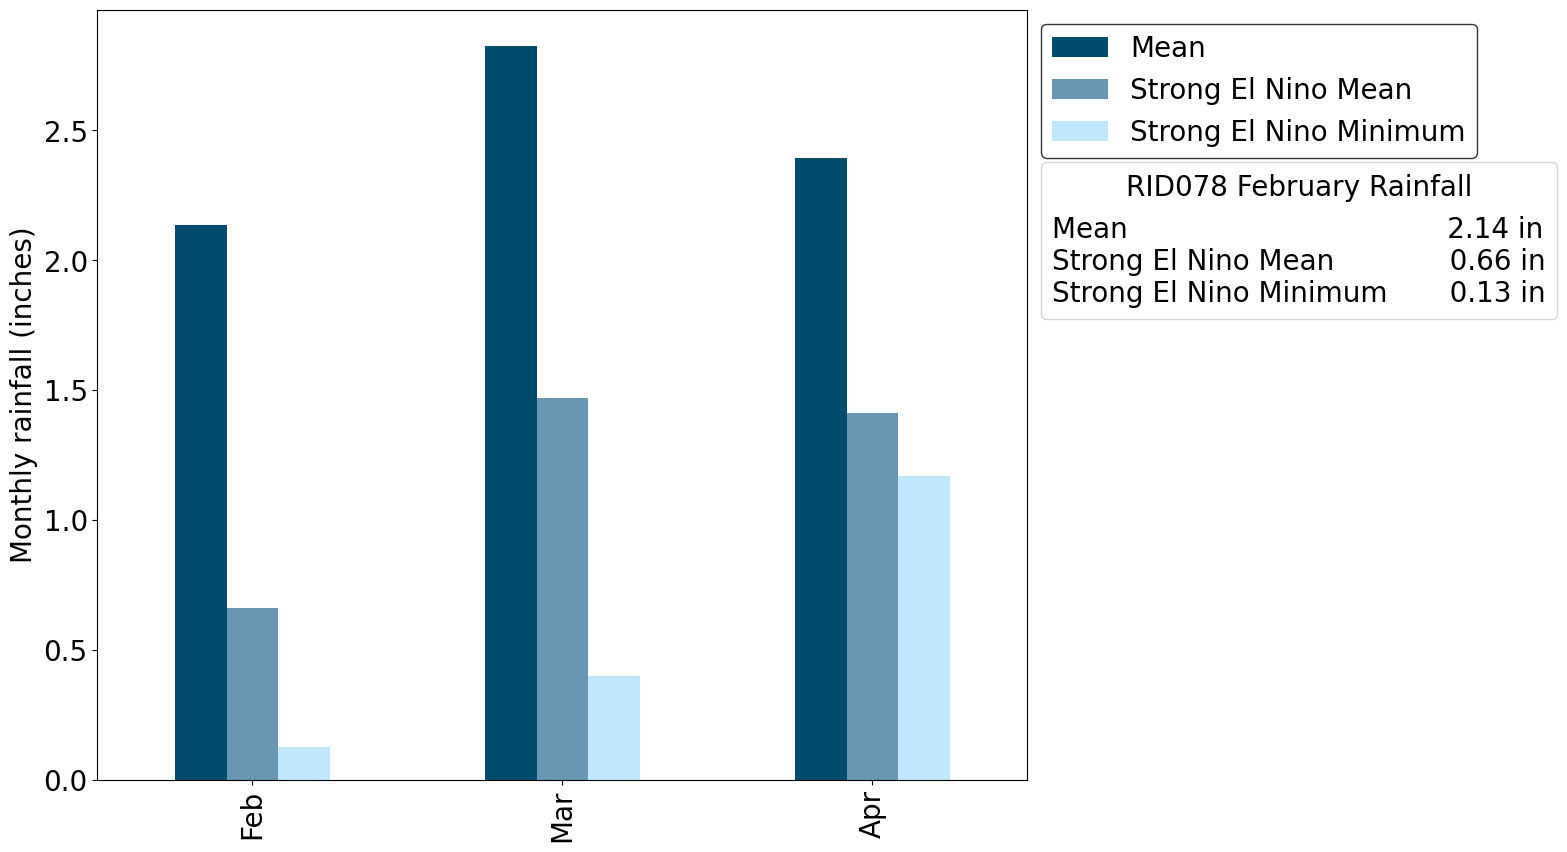 Monthly rainfall (inches)
2.5
2.0
1.5
1.0
0.5
0.0
Feb
Mar
Apr
Mean
Strong El Nino Mean
Strong El Nino Minimum
RID078 February Rainfall
Mean 2.14 in
Strong El Nino Mean 0.66 in
Strong El Nino Minimum 0.13 in